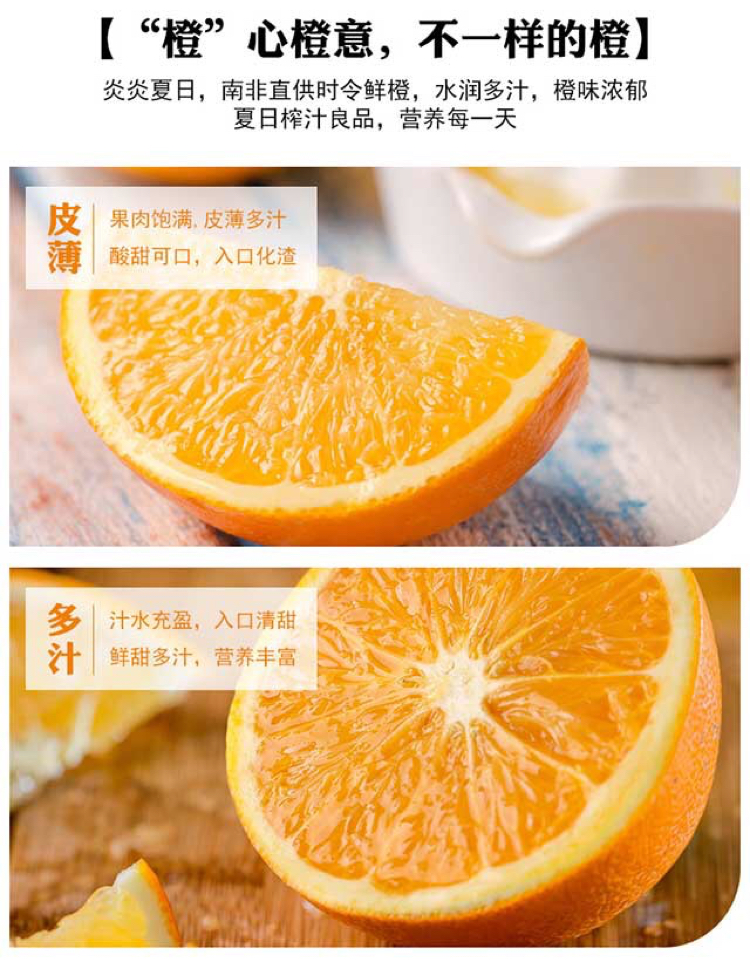 【“橙”心橙意，不一样的橙】
炎炎夏日，南非直供时令鲜橙，水润多汁，橙味浓郁
夏日榨汁良品，营养每一天
皮薄
果肉饱满,皮薄多汁
酸甜可口，入口化渣
多汁
汁水充盈，入口清甜
鲜甜多汁，营养丰富